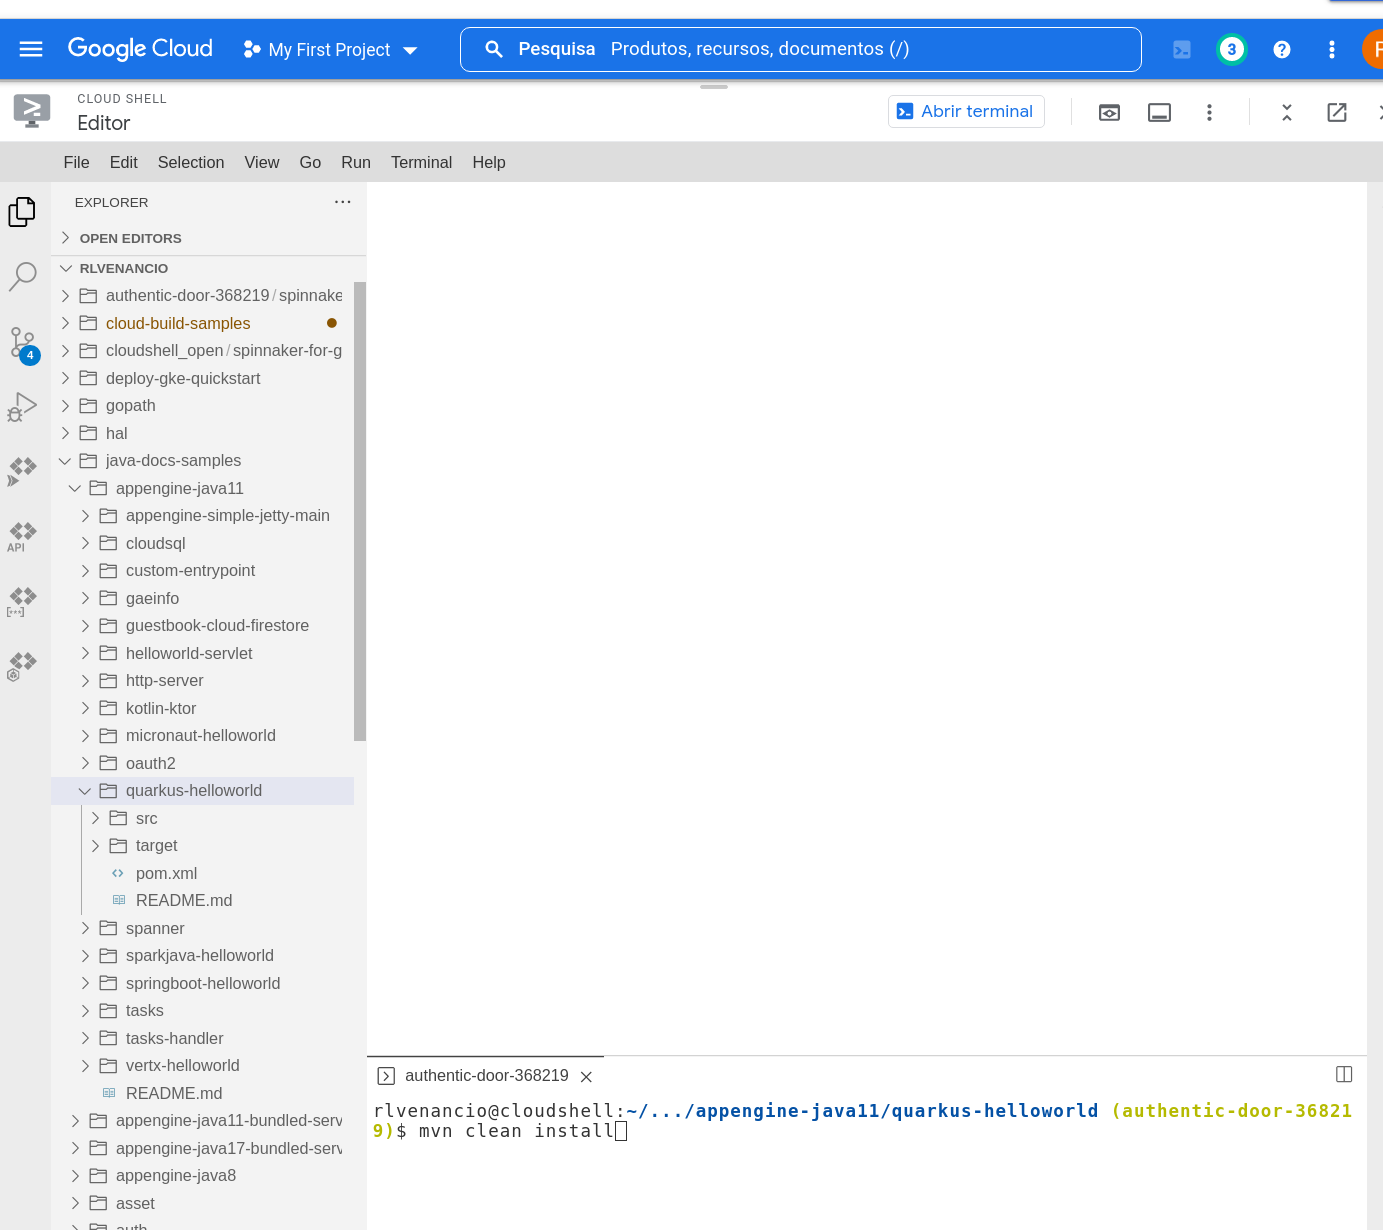 Google Cloud
My First Project
Pesquisa Produtos, recursos, documentos (/)
3
CLOUD SHELL
Editor
Abrir terminal
File Edit Selection View Go Run Terminal Help
EXPLORER
OPEN EDITORS
RLVENANCIO
authentic-door-368219/spinnake
cloud-build-samples
cloudshell_open/spinnaker-for-g
4
deploy-gke-quickstart
gopath
hal
java-docs-samples
appengine-java11
appengine-simple-jetty-main
cloudsql
API
custom-entrypoint
gaeinfo
guestbook-cloud-firestore
helloworld-servlet
http-server
kotlin-ktor
micronaut-helloworld
oauth2
quarkus-helloworld
src
target
pom.xml
README.md
spanner
sparkjava-helloworld
springboot-helloworld
tasks
tasks-handler
vertx-helloworld
README.md
appengine-java11-bundled-serv
appengine-java17-bundled-serv
appengine-java8
asset
auth
authentic-door-368219
rlvenancio@cloudshell:~/.../appengine-java11/quarkus-helloworld (authentic-door-36821
9)$ mvn clean install